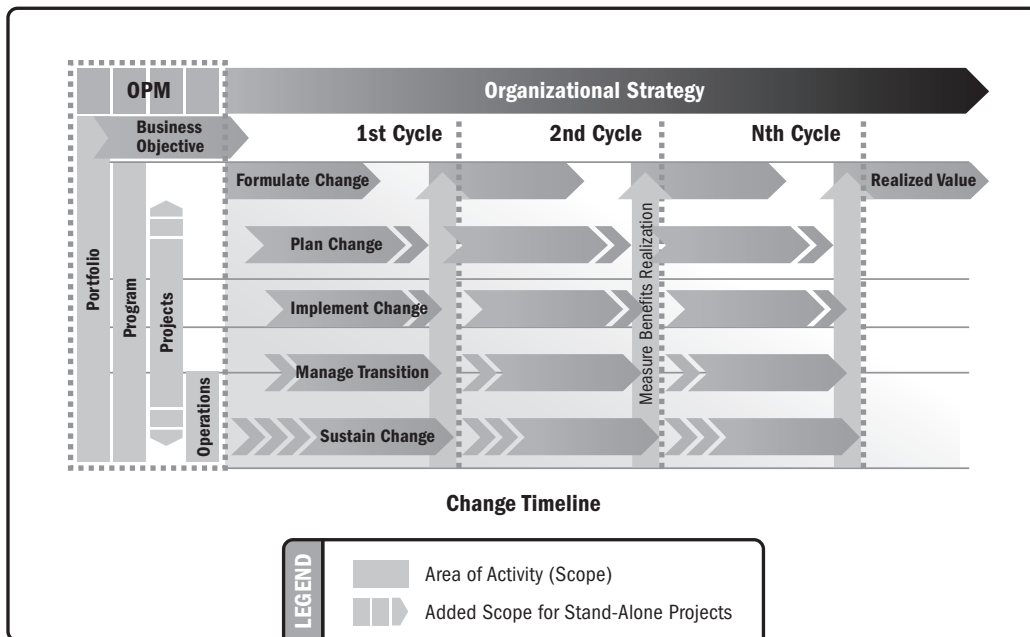 OPM
Organizational Strategy
Business
Objective
1st Cycle
2nd Cycle
Nth Cycle
Formulate Change
Realized Value
Plan Change
Implement Change
Manage Transition
Sustain Change
Portfolio
Program
Projects
Operations
Measure Benefits Realization
Change Timeline
LEGEND
Area of Activity (Scope)
Added Scope for Stand-Alone Projects